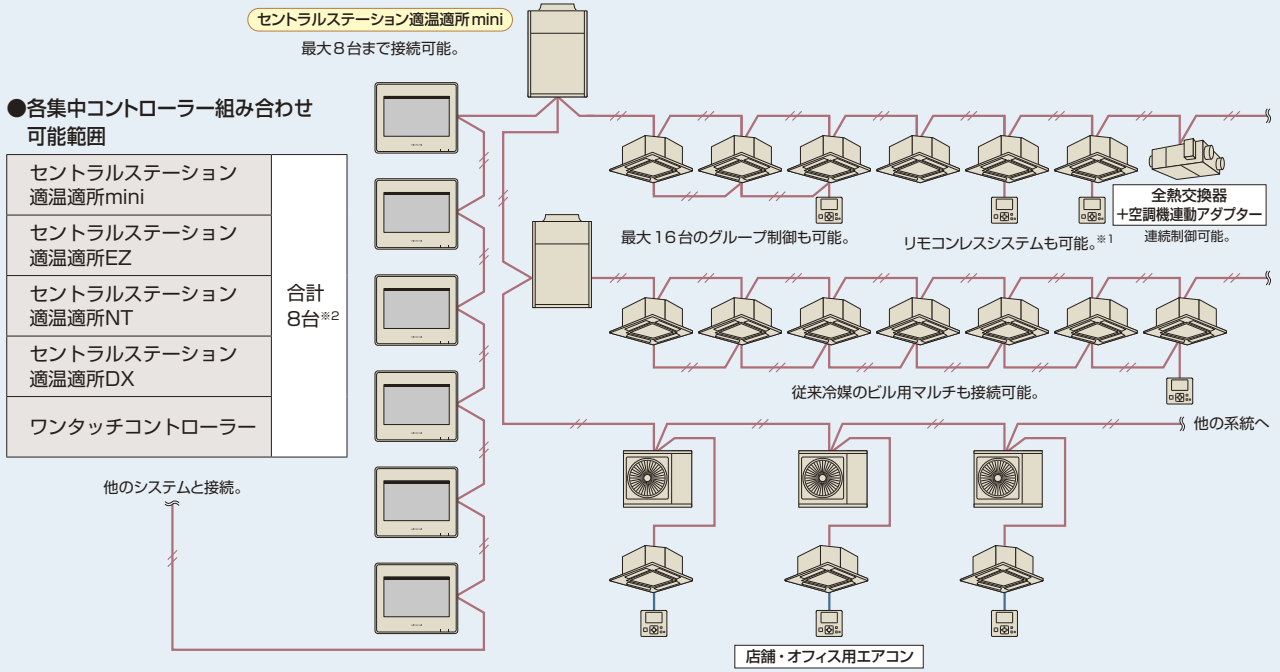 セントラルステーション適温適所mini
最大8台まで接続可能。
●各集中コントローラー組み合わせ
可能範囲
セントラルステーション
適温適所mini
セントラルステーション
適温適所EZ
セントラルステーション
適温適所NT
セントラルステーション
適温適所DX
ワンタッチコントローラー
合計
8台※2
他のシステムと接続。
最大16台のグループ制御も可能。
リモコンレスシステムも可能。※1
全熱交換器
+空調機連動アダプター
連続制御可能。
従来冷媒のビル用マルチも接続可能。
他の系統へ
店舗・オフィス用エアコン